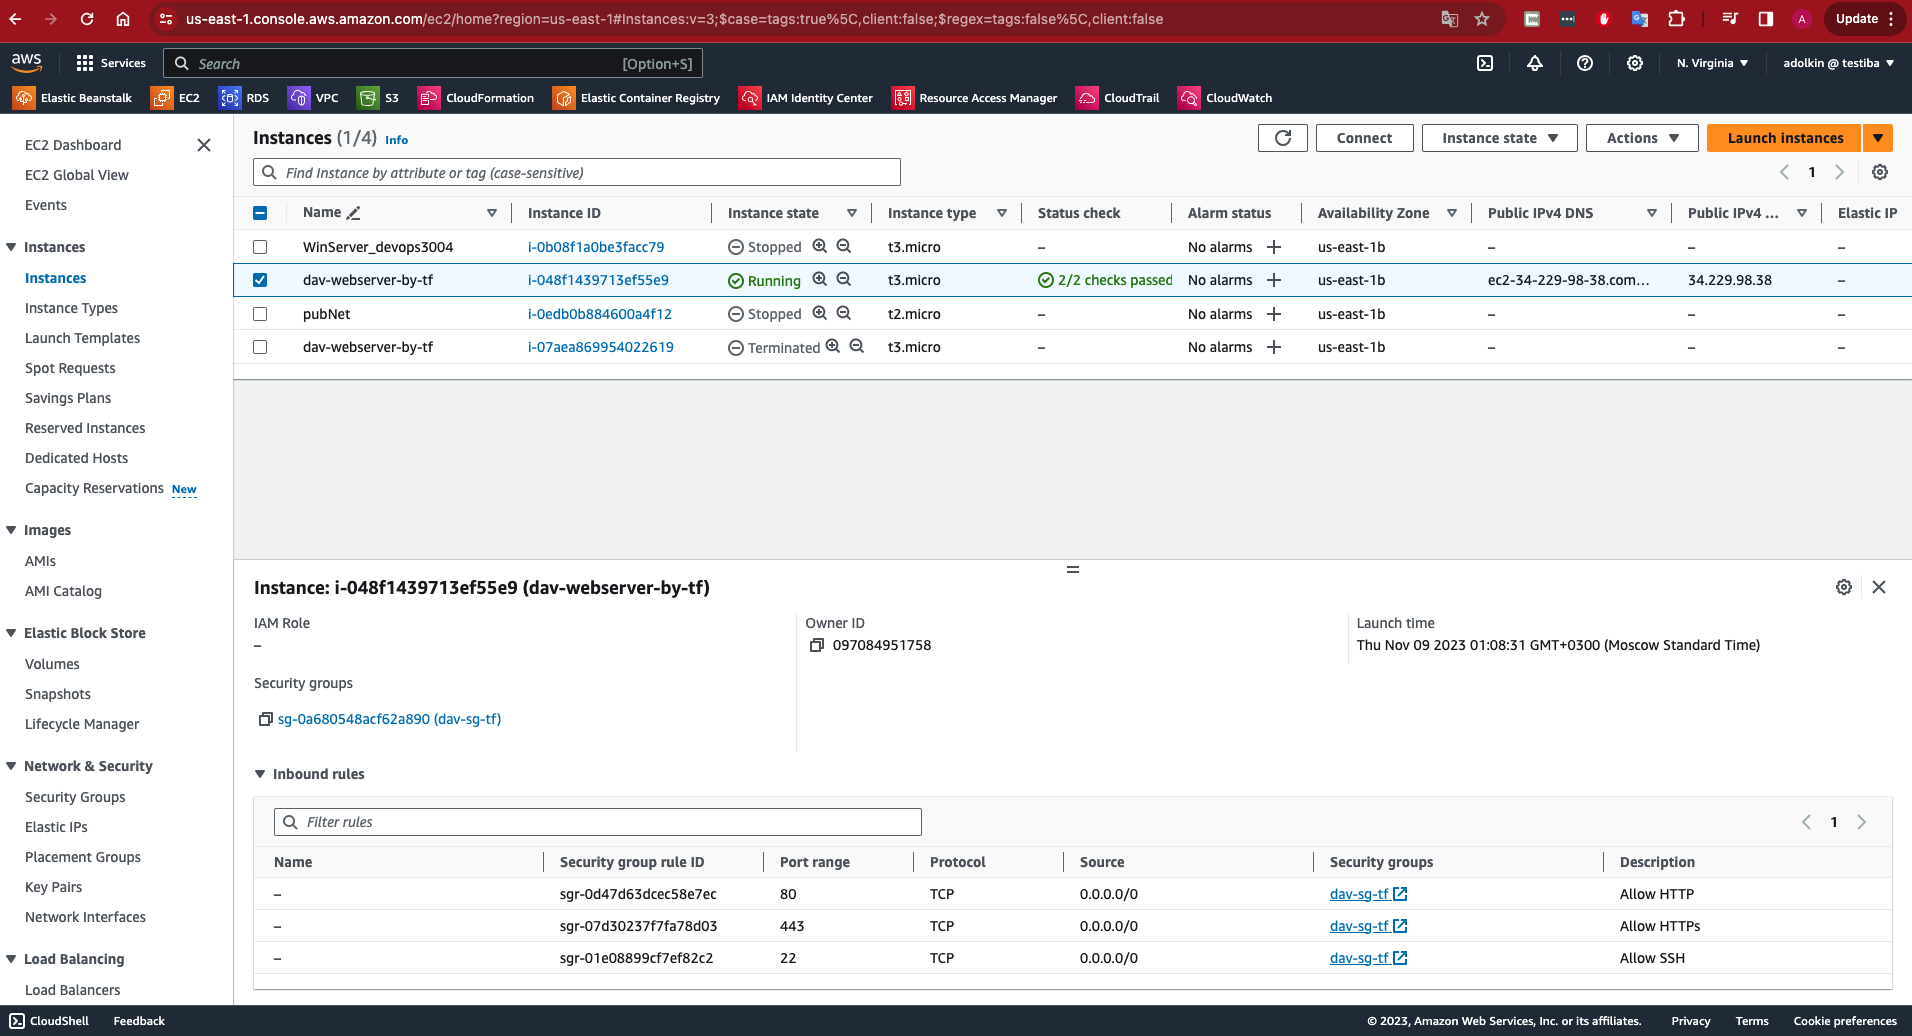 us-east-1.console.aws.amazon.com/ec2/home?region=us-east-1#Instances:v=3;$case=tags:true%5C,client:false;$regex=tags:false%5C,client:false
A
Update
aws
Services
Search
[Option+S]
N. Virginia
adolkin @ testiba
Elastic Beanstalk
EC2
RDS
VPC
S3
CloudFormation
Elastic Container Registry
IAM Identity Center
Resource Access Manager
CloudTrail
CloudWatch
EC2 Dashboard
EC2 Global View
Events
Instances
Instances
Instance Types
Launch Templates
Spot Requests
Savings Plans
Reserved Instances
Dedicated Hosts
Capacity Reservations New
Images
AMIs
AMI Catalog
Elastic Block Store
Volumes
Snapshots
Lifecycle Manager
Network & Security
Security Groups
Elastic IPs
Placement Groups
Key Pairs
Network Interfaces
Load Balancing
Load Balancers
Instances (1/4) Info
Connect
Instance state
Actions
Launch instances
Find Instance by attribute or tag (case-sensitive)
1
Name Instance ID Instance state Instance type Status check Alarm status Availability Zone Public IPv4 DNS Public IPv4 ... Elastic IP
WinServer_devops3004 i-0b08f1a0be3facc79 Stopped t3.micro – No alarms + us-east-1b – – –
dav-webserver-by-tf i-048f1439713ef55e9 Running t3.micro 2/2 checks passed No alarms + us-east-1b ec2-34-229-98-38.com... 34.229.98.38 –
pubNet i-0edb0b884600a4f12 Stopped t2.micro – No alarms + us-east-1b – – –
dav-webserver-by-tf i-07aea869954022619 Terminated t3.micro – No alarms + us-east-1b – – –
Instance: i-048f1439713ef55e9 (dav-webserver-by-tf)
IAM Role
–
Owner ID
097084951758
Launch time
Thu Nov 09 2023 01:08:31 GMT+0300 (Moscow Standard Time)
Security groups
sg-0a680548acf62a890 (dav-sg-tf)
Inbound rules
Filter rules
1
Name Security group rule ID Port range Protocol Source Security groups Description
– sgr-0d47d63dcec58e7ec 80 TCP 0.0.0.0/0 dav-sg-tf Allow HTTP
– sgr-07d30237f7fa78d03 443 TCP 0.0.0.0/0 dav-sg-tf Allow HTTPs
– sgr-01e08899cf7ef82c2 22 TCP 0.0.0.0/0 dav-sg-tf Allow SSH
CloudShell
Feedback
© 2023, Amazon Web Services, Inc. or its affiliates.
Privacy
Terms
Cookie preferences